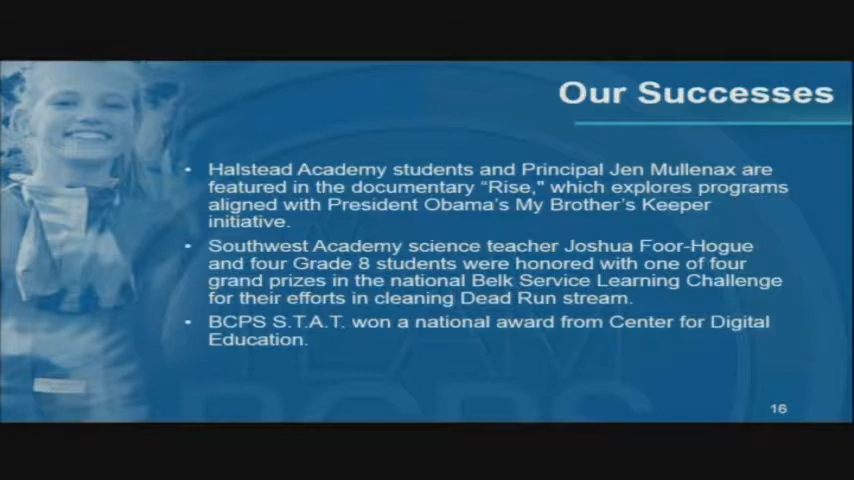 Our Successes
• Halstead Academy students and Principal Jen Mullenax are
featured in the documentary “Rise," which explores programs
aligned with President Obama's My Brother's Keeper
initiative.
• Southwest Academy science teacher Joshua Foor-Hogue
and four Grade 8 students were honored with one of four
grand prizes in the national Belk Service Learning Challenge
for their efforts in cleaning Dead Run stream.
• BCPS S.T.A.T. won a national award from Center for Digital
Education.
TEAM
BCPS
16